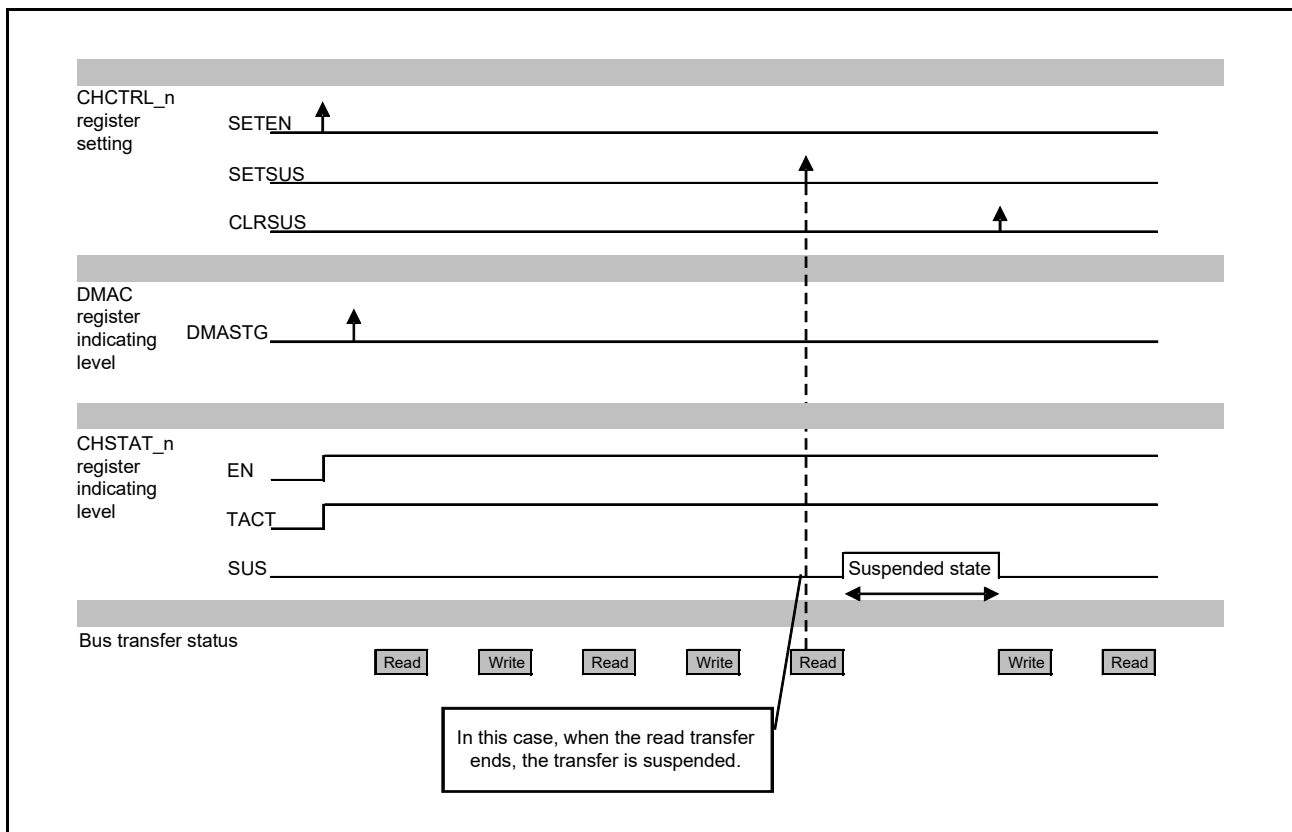 CHCTRL_n
register
setting
SETEN
SETSUS
CLRSUS
DMAC
register
indicating
level
DMASTG
CHSTAT_n
register
indicating
level
EN
TACT
SUS
Suspended state
Bus transfer status
Read Write Read Write Read Write Read
In this case, when the read transfer
ends, the transfer is suspended.